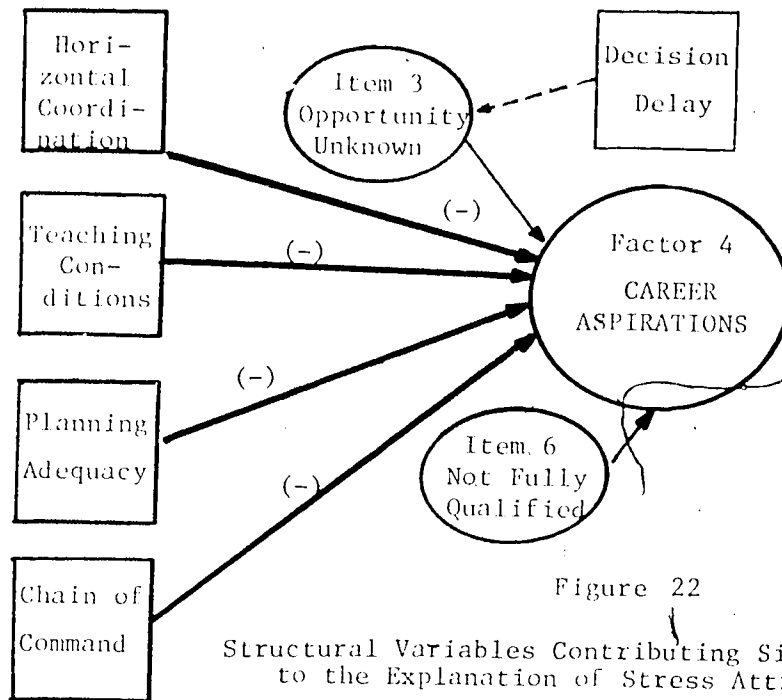 Hori-
zontal
Coordi-
nation
Item 3
Opportunity
Unknown
Decision
Delay
(-)
Teaching
Con-
ditions
(-)
Factor 4
CAREER
ASPIRATIONS
(-)
Planning
Adequacy
Item 6
Not Fully
Qualified
(-)
Chain of
Command
Figure 22
Structural Variables Contributing Si
to the Explanation of Stress Att